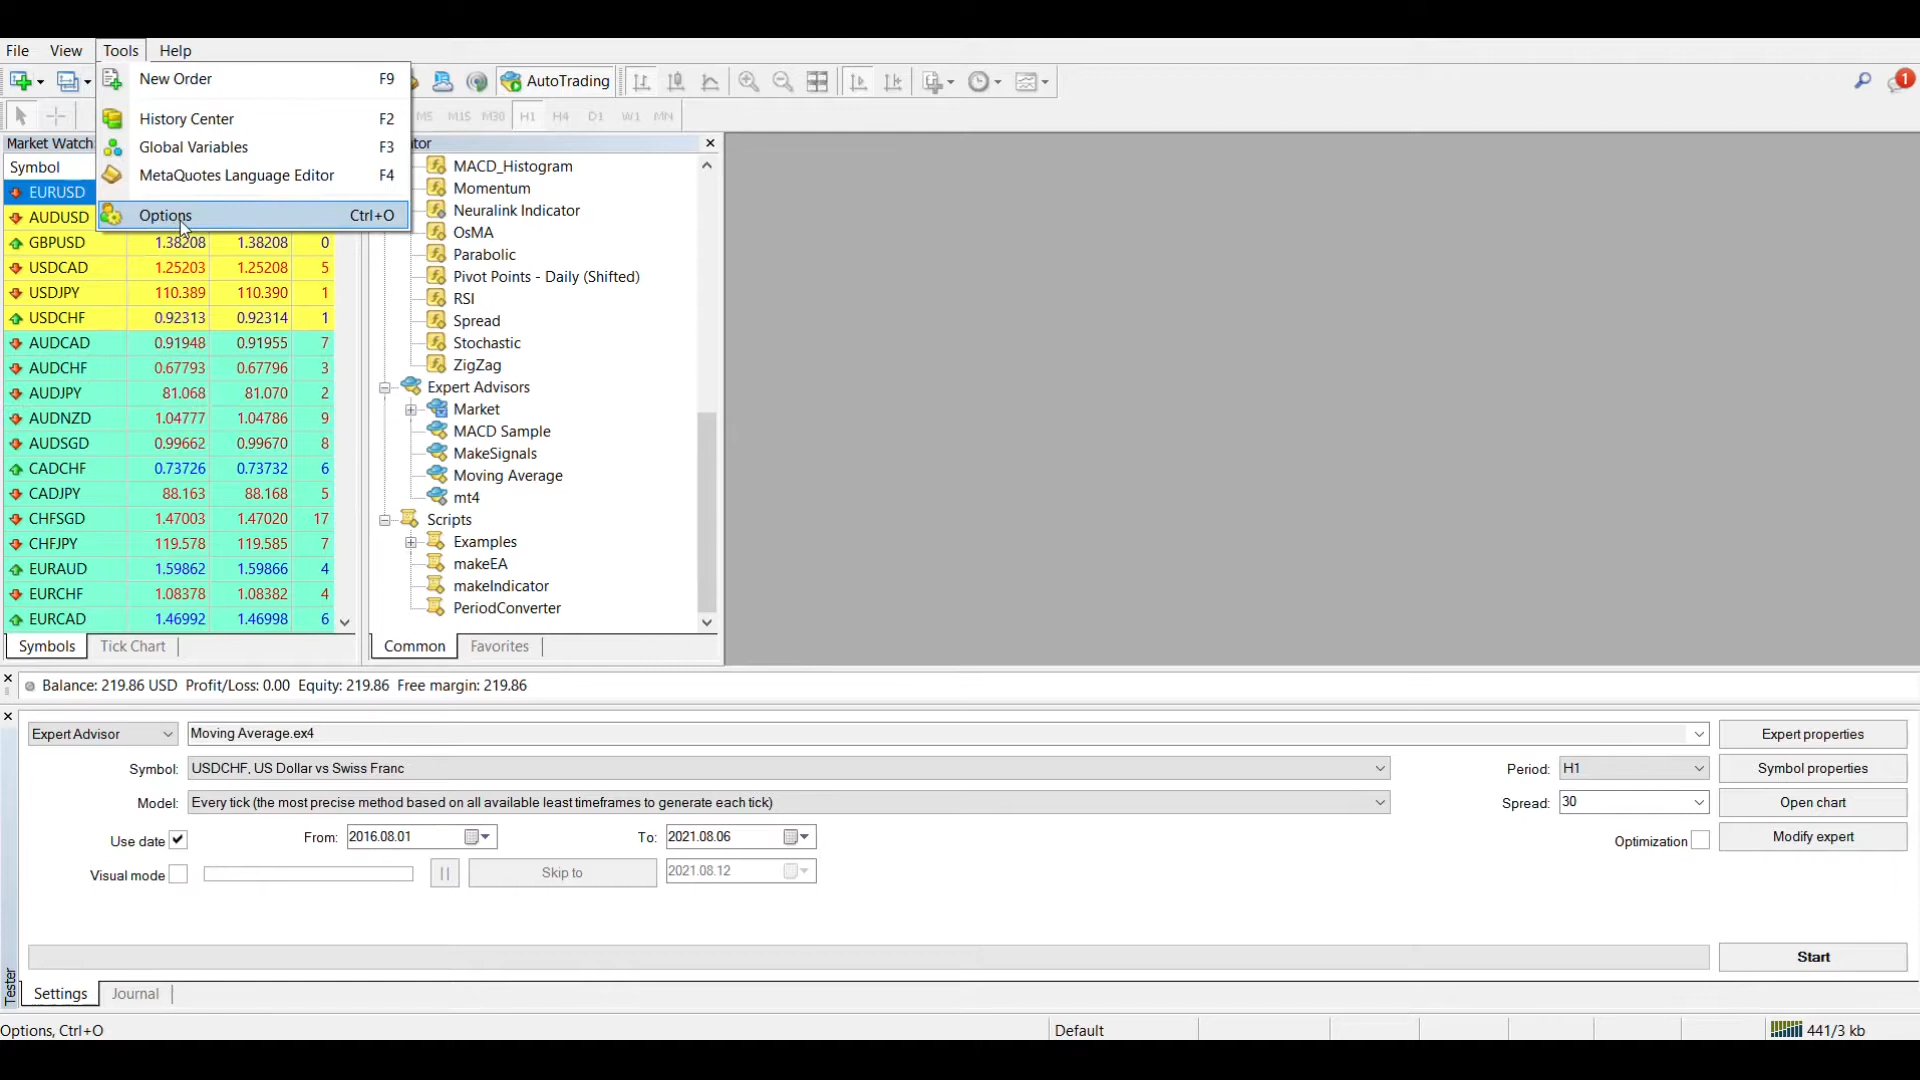 File View Tools Help
New Order F9
AutoTrading
1
History Center F2
M5 M15 M30 H1 H4 D1 W1 MN
Global Variables F3
MetaQuotes Language Editor F4
Options Ctrl+O
Market Watch
Symbol
EURUSD
AUDUSD
GBPUSD 1.38208 1.38208 0
USDCAD 1.25203 1.25208 5
USDJPY 110.389 110.390 1
USDCHF 0.92313 0.92314 1
AUDCAD 0.91948 0.91955 7
AUDCHF 0.67793 0.67796 3
AUDJPY 81.068 81.070 2
AUDNZD 1.04777 1.04786 9
AUDSGD 0.99662 0.99670 8
CADCHF 0.73726 0.73732 6
CADJPY 88.163 88.168 5
CHFSGD 1.47003 1.47020 17
CHFJPY 119.578 119.585 7
EURAUD 1.59862 1.59866 4
EURCHF 1.08378 1.08382 4
EURCAD 1.46992 1.46998 6
Symbols Tick Chart
ator
MACD_Histogram
Momentum
Neuralink Indicator
OsMA
Parabolic
Pivot Points - Daily (Shifted)
RSI
Spread
Stochastic
ZigZag
Expert Advisors
Market
MACD Sample
MakeSignals
Moving Average
mt4
Scripts
Examples
makeEA
makeIndicator
PeriodConverter
Common Favorites
Balance: 219.86 USD Profit/Loss: 0.00 Equity: 219.86 Free margin: 219.86
Expert Advisor Moving Average.ex4 Expert properties
Symbol: USDCHF, US Dollar vs Swiss Franc Period: H1 Symbol properties
Model: Every tick (the most precise method based on all available least timeframes to generate each tick) Spread: 30 Open chart
Use date From: 2016.08.01 To: 2021.08.06 Optimization Modify expert
Visual mode Skip to 2021.08.12
Start
Tester
Settings Journal
Options, Ctrl+O Default 441/3 kb